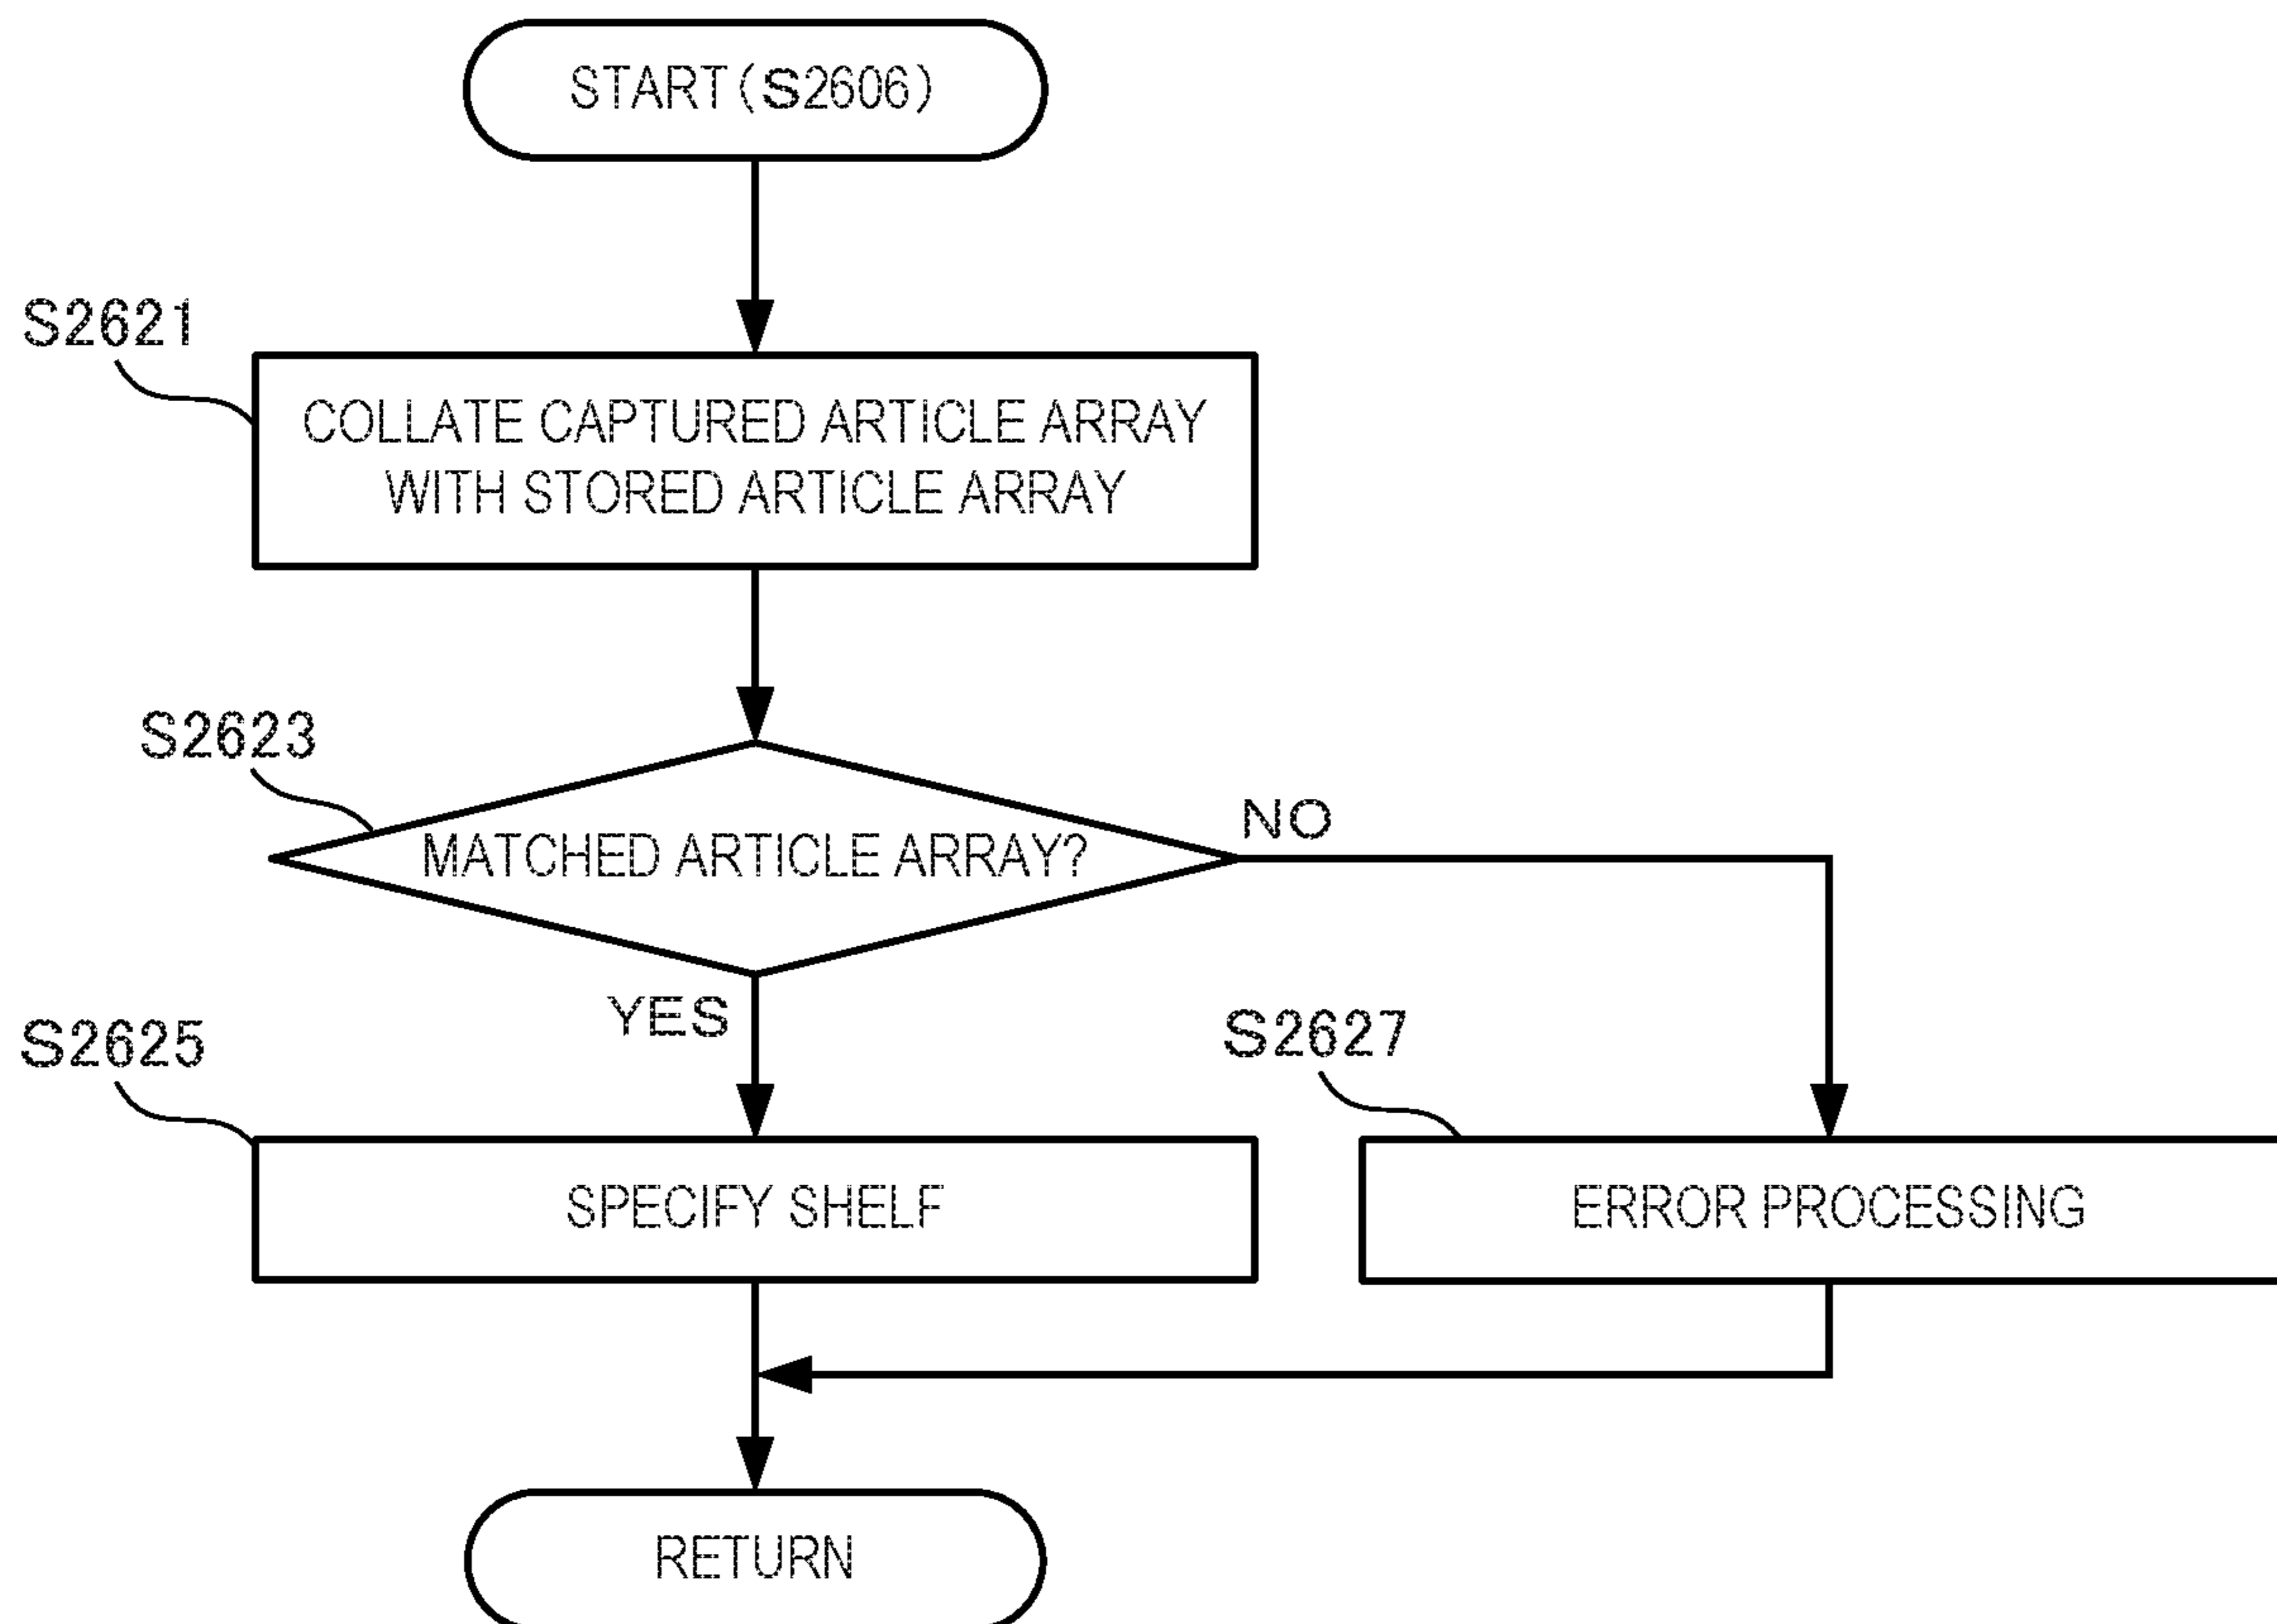 START(S2606)
S2621
COLLATE CAPTURED ARTICLE ARRAY
WITH STORED ARTICLE ARRAY
S2623
MATCHED ARTICLE ARRAY?
NO
YES
S2625
SPECIFY SHELF
S2627
ERROR PROCESSING
RETURN